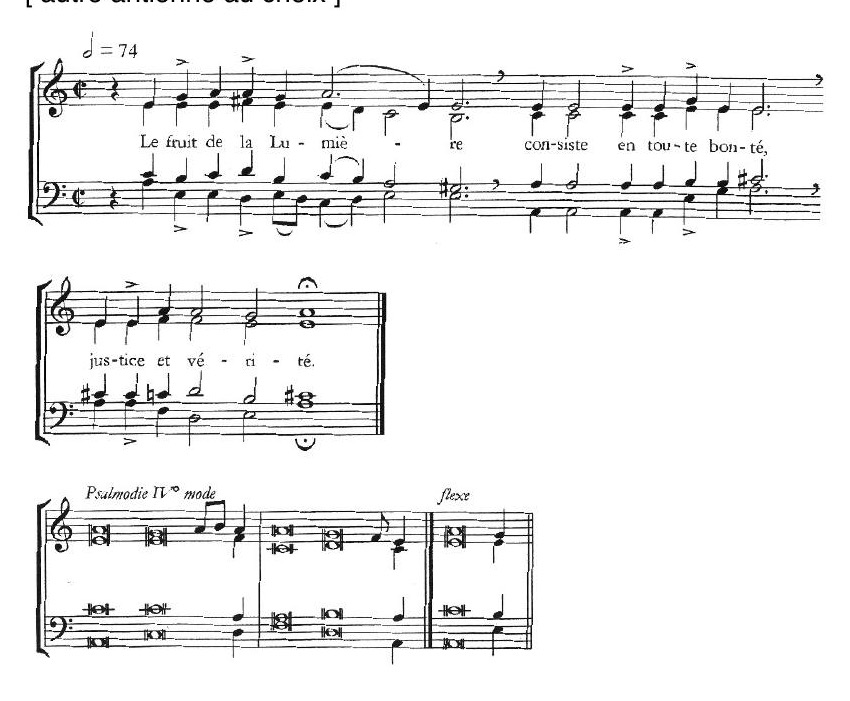 [ autre antienne au choix ]
= 74
Le fruit de la Lu - miè - re con-siste en tou-te bon-té,
jus-tice et vé - ri - té.
Psalmodie IVº mode
flexe